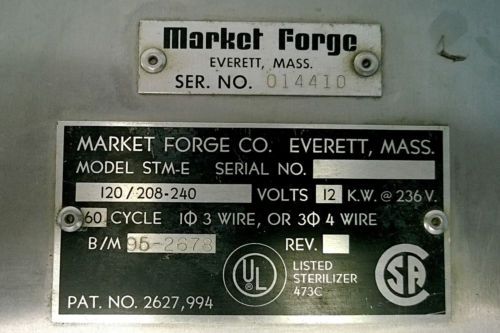 Market Forge
EVERETT, MASS.
SER. NO. 014410
MARKET FORGE CO. EVERETT, MASS.
MODEL STM-E SERIAL NO.
120/208-240 VOLTS 12 K.W. @ 236 V.
60 CYCLE 1Φ 3 WIRE, OR 3Φ 4 WIRE
B/M 95-2678 REV.
UL
LISTED
STERILIZER
473C
CSA
PAT. NO. 2627,994